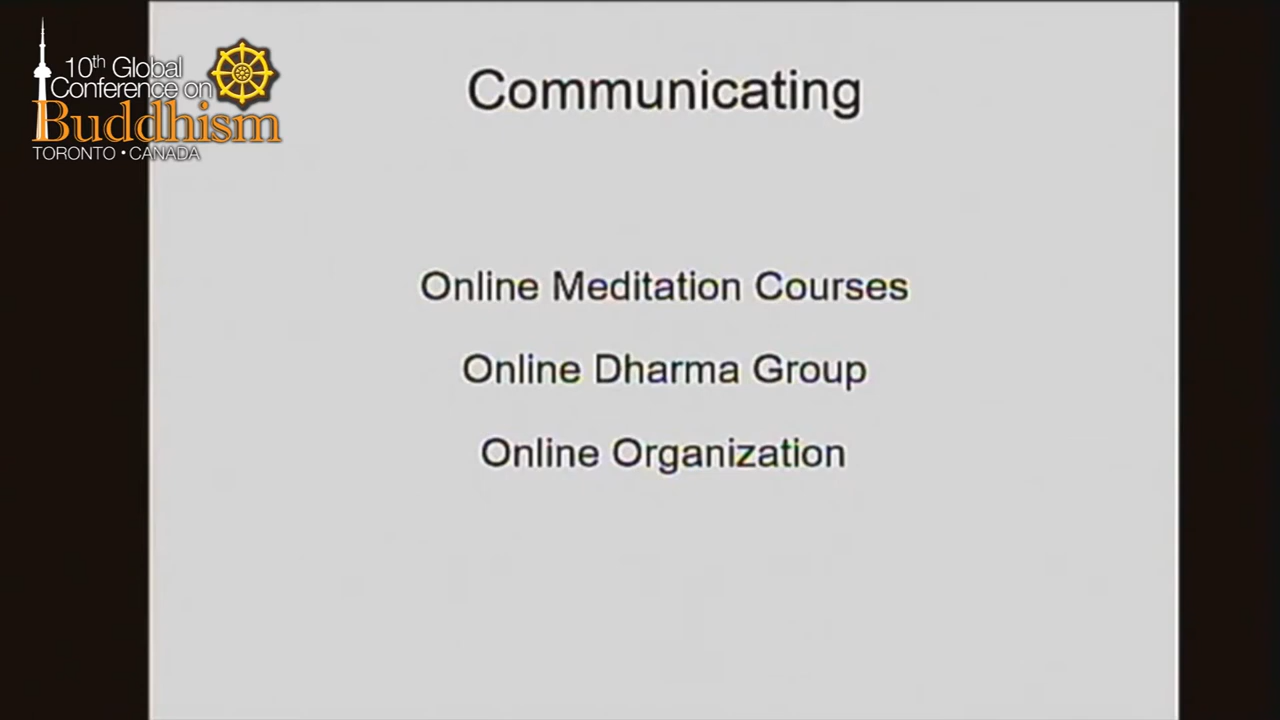 10th Global
Conference on
Buddhism
TORONTO • CANADA
Communicating
Online Meditation Courses
Online Dharma Group
Online Organization